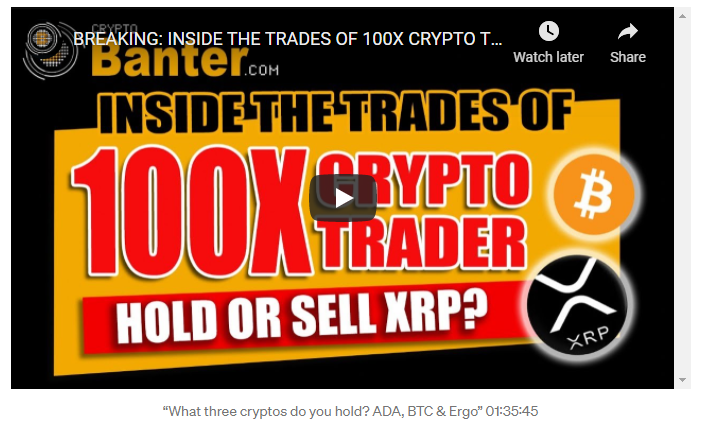 CRYPTO
BREAKING: INSIDE THE TRADES OF 100X CRYPTO T...
Watch later
Share
Banter.COM
INSIDE THE TRADES OF
100X CRYPTO
TRADER
HOLD OR SELL XRP?
XRP
“What three cryptos do you hold? ADA, BTC & Ergo” 01:35:45